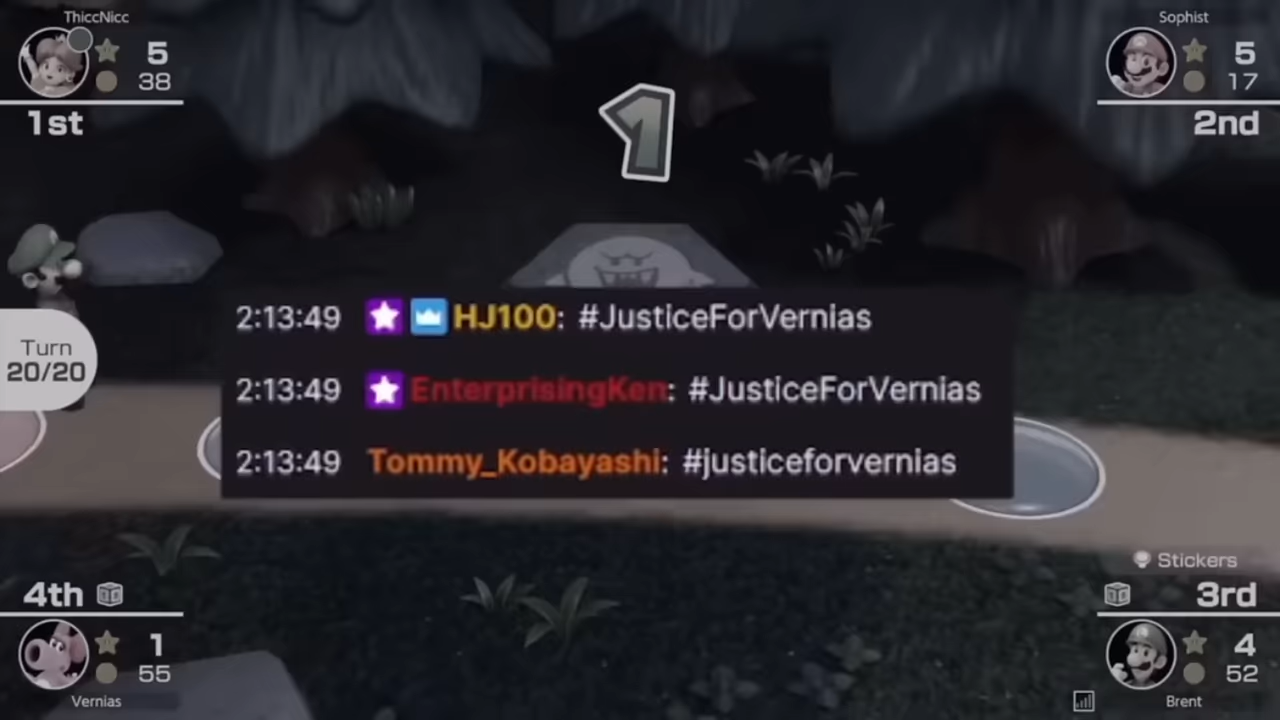 ThiccNicc
5
38
1st
Sophist
5
17
2nd
1
Turn
20/20
2:13:49 HJ100: #JusticeForVernias
2:13:49 EnterprisingKen: #JusticeForVernias
2:13:49 Tommy_Kobayashi: #justiceforvernias
4th
1
55
Vernias
Stickers
3rd
4
52
Brent